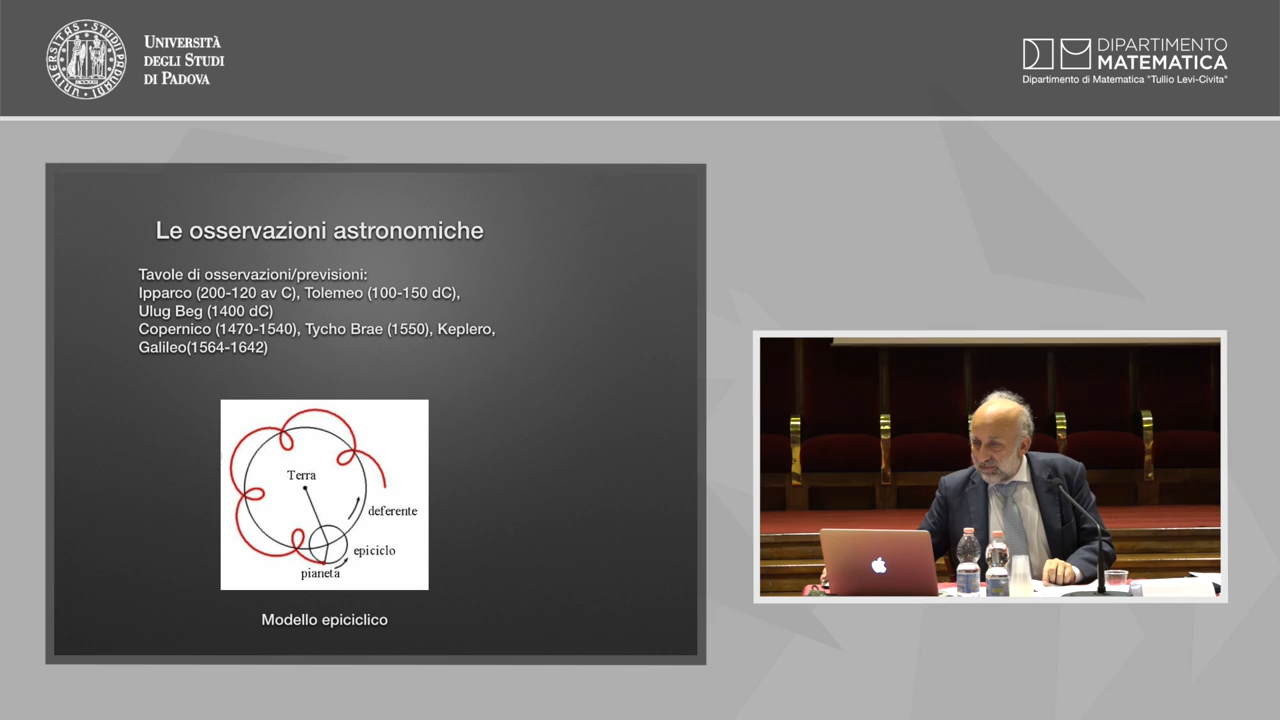 UNIVERSITÀ
DEGLI STUDI
DI PADOVA
DIPARTIMENTO
MATEMATICA
Dipartimento di Matematica "Tullio Levi-Civita"
Le osservazioni astronomiche
Tavole di osservazioni/previsioni:
Ipparco (200-120 av C), Tolemeo (100-150 dC),
Ulug Beg (1400 dC)
Copernico (1470-1540), Tycho Brae (1550), Keplero,
Galileo(1564-1642)
Terra
deferente
epiciclo
pianeta
Modello epiciclico